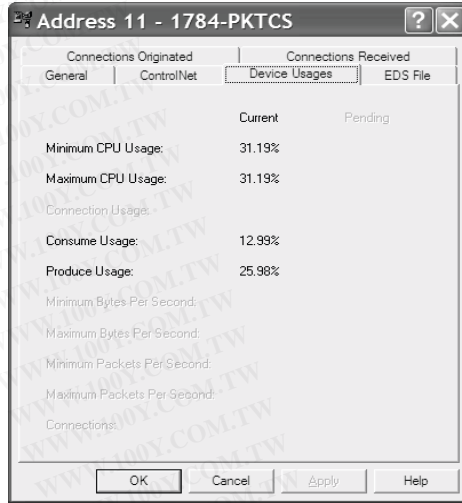 Address 11 - 1784-PKTCS
Connections Originated
Connections Received
General
ControlNet
Device Usages
EDS File
Current
Pending
Minimum CPU Usage:
31.19%
Maximum CPU Usage:
31.19%
Connection Usage:
Consume Usage:
12.99%
Produce Usage:
25.98%
Minimum Bytes Per Second:
Maximum Bytes Per Second:
Minimum Packets Per Second:
Maximum Packets Per Second:
Connections:
OK
Cancel
Apply
Help
WWW.100Y.COM.TW